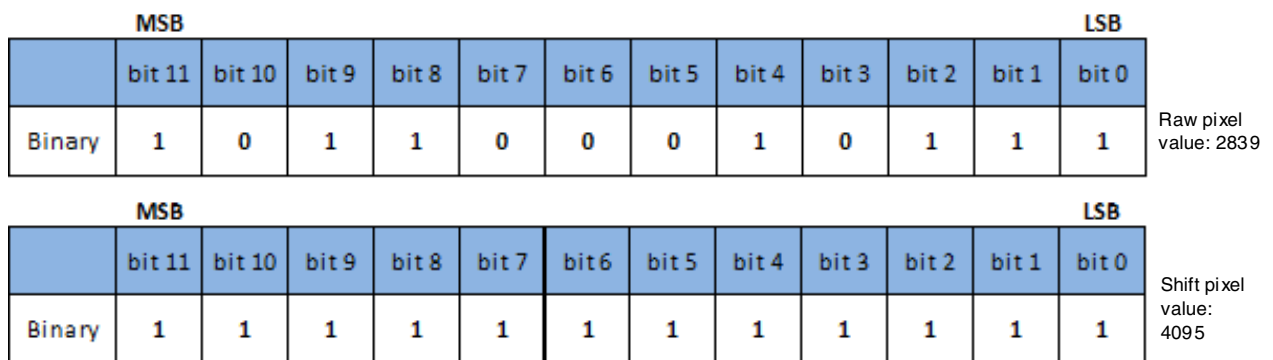 MSB LSB
bit 11 bit 10 bit 9 bit 8 bit 7 bit 6 bit 5 bit 4 bit 3 bit 2 bit 1 bit 0
Binary 1 0 1 1 0 0 0 1 0 1 1 1
Raw pixel
value: 2839
MSB LSB
bit 11 bit 10 bit 9 bit 8 bit 7 bit6 bit 5 bit 4 bit 3 bit 2 bit 1 bit 0
Binary 1 1 1 1 1 1 1 1 1 1 1 1
Shift pixel
value:
4095